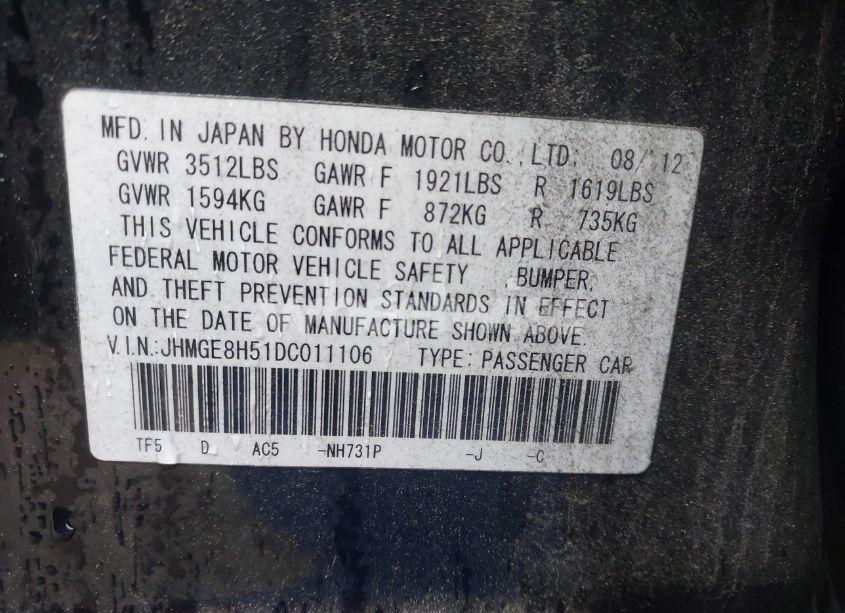 MFD. IN JAPAN BY HONDA MOTOR CO., LTD. 08/'12
GVWR 3512LBS GAWR F 1921LBS R 1619LBS
GVWR 1594KG GAWR F 872KG R 735KG
THIS VEHICLE CONFORMS TO ALL APPLICABLE
FEDERAL MOTOR VEHICLE SAFETY BUMPER,
AND THEFT PREVENTION STANDARDS IN EFFECT
ON THE DATE OF MANUFACTURE SHOWN ABOVE.
V.I.N.:JHMGE8H51DC011106 TYPE: PASSENGER CAR
TF5 D AC5 -NH731P -J -C